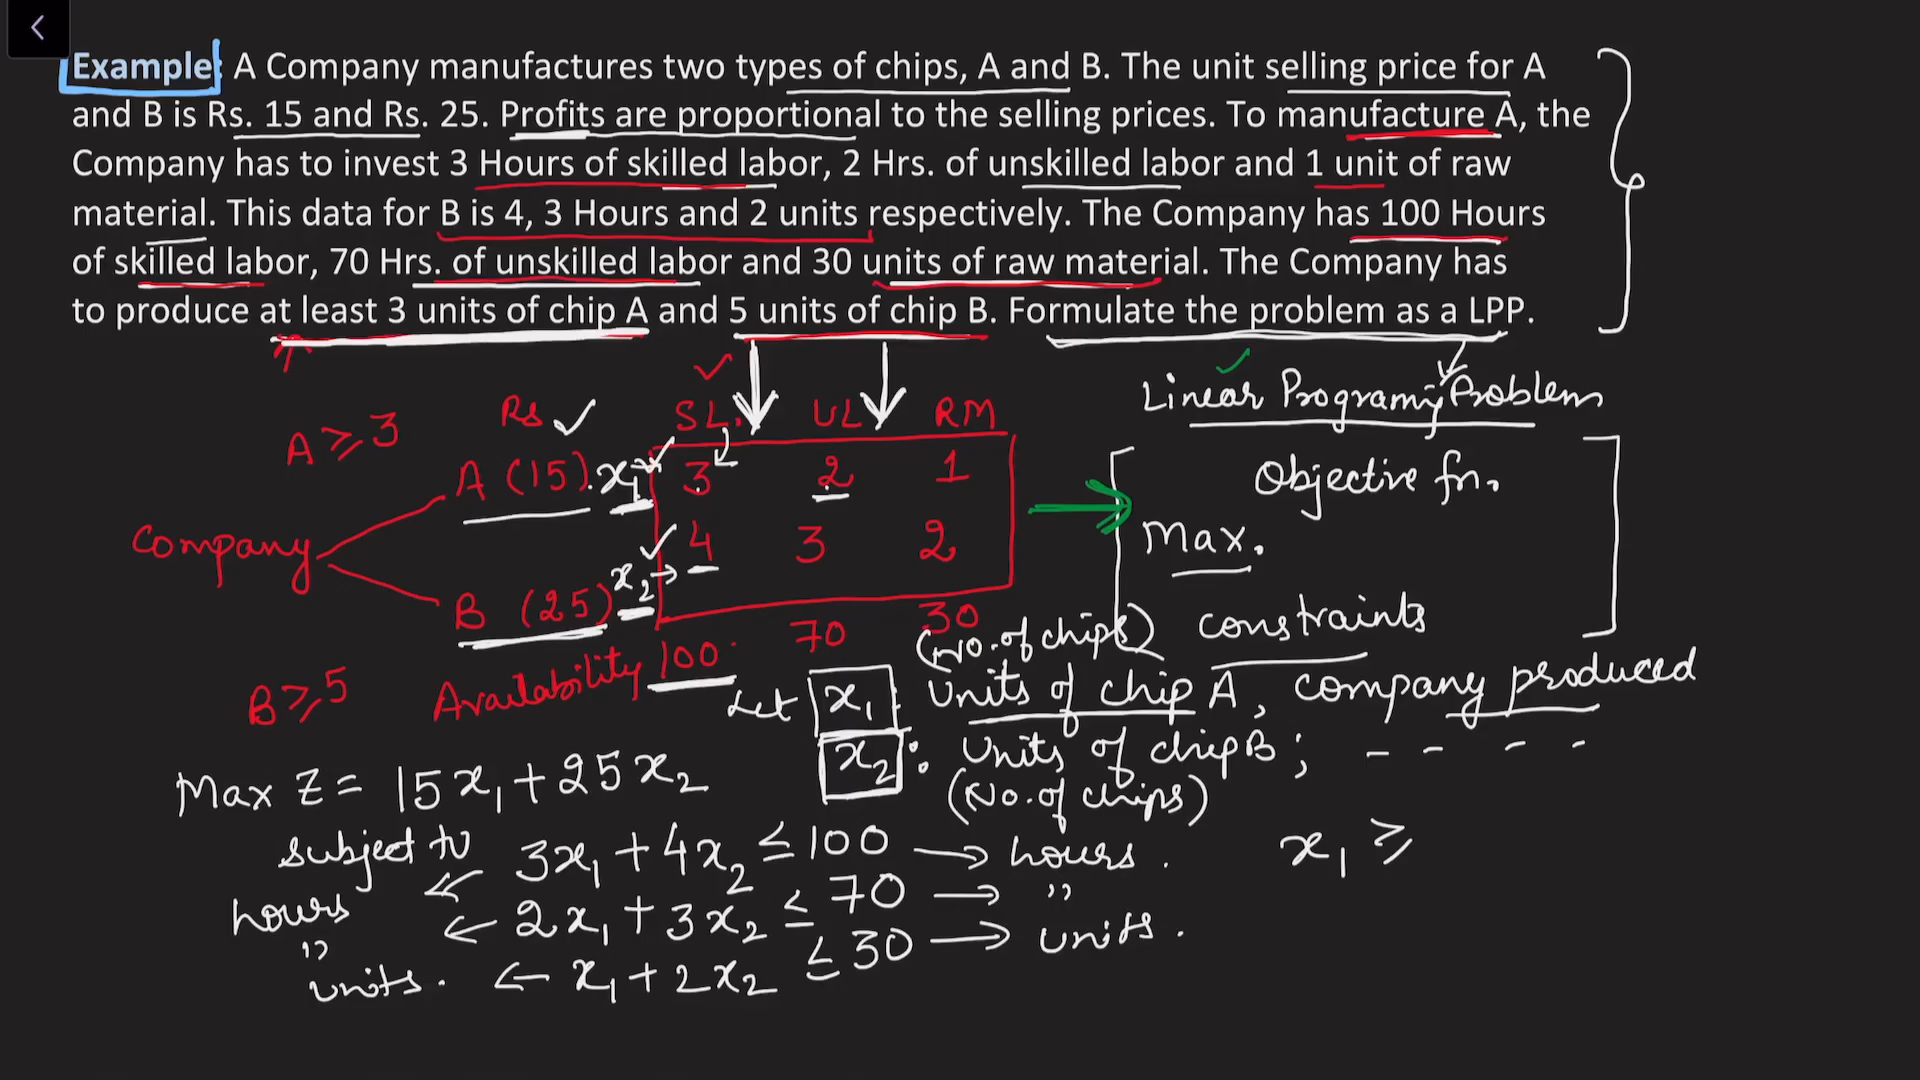 Example: A Company manufactures two types of chips, A and B. The unit selling price for A
and B is Rs. 15 and Rs. 25. Profits are proportional to the selling prices. To manufacture A, the
Company has to invest 3 Hours of skilled labor, 2 Hrs. of unskilled labor and 1 unit of raw
material. This data for B is 4, 3 Hours and 2 units respectively. The Company has 100 Hours
of skilled labor, 70 Hrs. of unskilled labor and 30 units of raw material. The Company has
to produce at least 3 units of chip A and 5 units of chip B. Formulate the problem as a LPP.
Linear Programing Problem
Rs SL. UL RM
A ≥ 3
A (15). x₁ 3 2 1
Objective fn.
Company
4 3 2
Max.
B (25) x₂
B ≥ 5
Availability 100 70 30
(No. of chips) constraints
Let x₁: Units of chip A, company produced
x₂: Units of chip B; - - - -
(No. of chips)
Max Z = 15x₁ + 25x₂
subject to 3x₁ + 4x₂ ≤ 100 → hours.
x₁ ≥
hours ← 2x₁ + 3x₂ ≤ 70 → ,,
,,
units. ← x₁ + 2x₂ ≤ 30 → units.